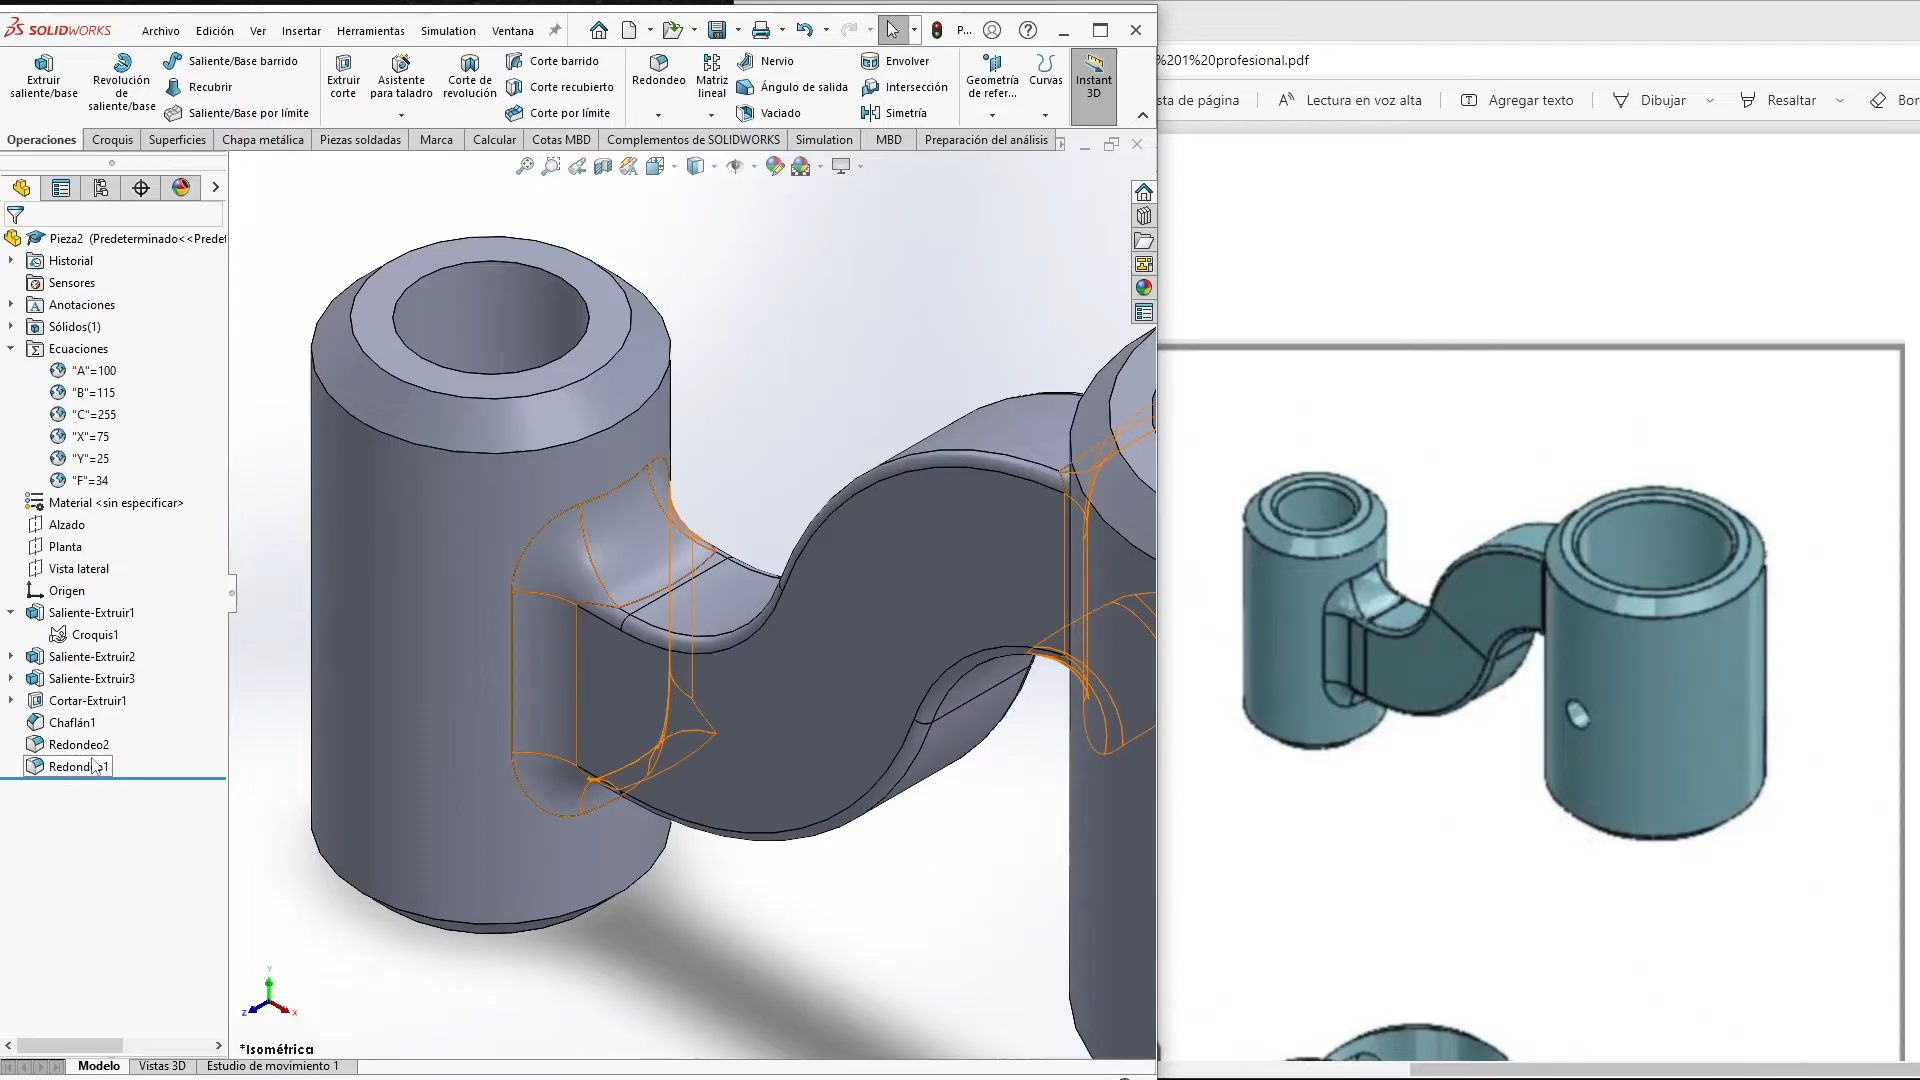 SOLIDWORKS Archivo Edición Ver Insertar Herramientas Simulation Ventana P...
Extruir saliente/base
Revolución de saliente/base
Saliente/Base barrido
Recubrir
Saliente/Base por límite
Extruir corte
Asistente para taladro
Corte de revolución
Corte barrido
Corte recubierto
Corte por límite
Redondeo
Matriz lineal
Nervio
Ángulo de salida
Vaciado
Envolver
Intersección
Simetría
Geometría de refer...
Curvas
Instant 3D
Operaciones Croquis Superficies Chapa metálica Piezas soldadas Marca Calcular Cotas MBD Complementos de SOLIDWORKS Simulation MBD Preparación del análisis
Pieza2 (Predeterminado<<Predet
Historial
Sensores
Anotaciones
Sólidos(1)
Ecuaciones
"A"=100
"B"=115
"C"=255
"X"=75
"Y"=25
"F"=34
Material <sin especificar>
Alzado
Planta
Vista lateral
Origen
Saliente-Extruir1
Croquis1
Saliente-Extruir2
Saliente-Extruir3
Cortar-Extruir1
Chaflán1
Redondeo2
Redondeo1
Y
Z X
*Isométrica
Modelo Vistas 3D Estudio de movimiento 1
%201%20profesional.pdf
sta de página Lectura en voz alta Agregar texto Dibujar Resaltar Bor